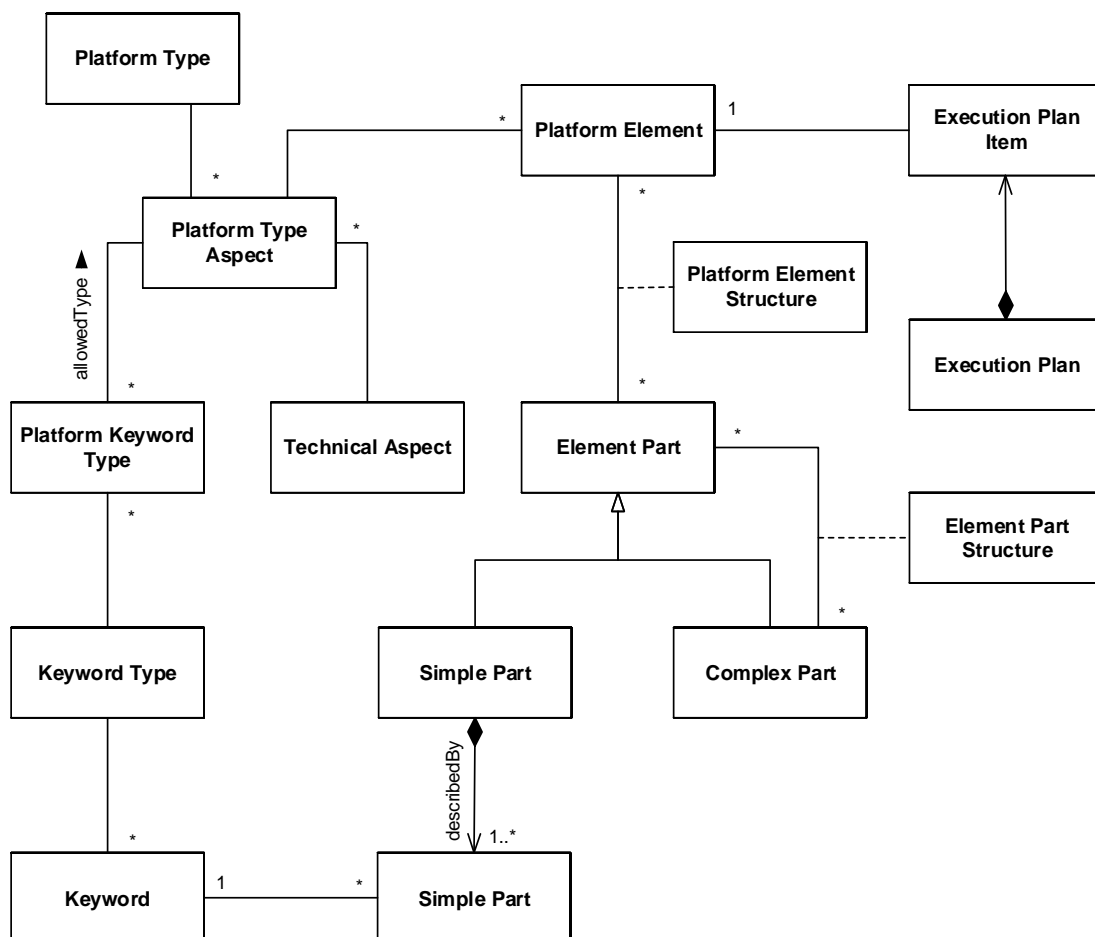 Platform Type
*
Platform Element
1
Execution Plan
Item
*
*
Platform Type
Aspect
*
allowedType
Platform Element
Structure
Execution Plan
*
*
Platform Keyword
Type
Technical Aspect
Element Part
*
*
Element Part
Structure
*
Keyword Type
Simple Part
Complex Part
describedBy
1..*
*
Keyword
1
*
Simple Part